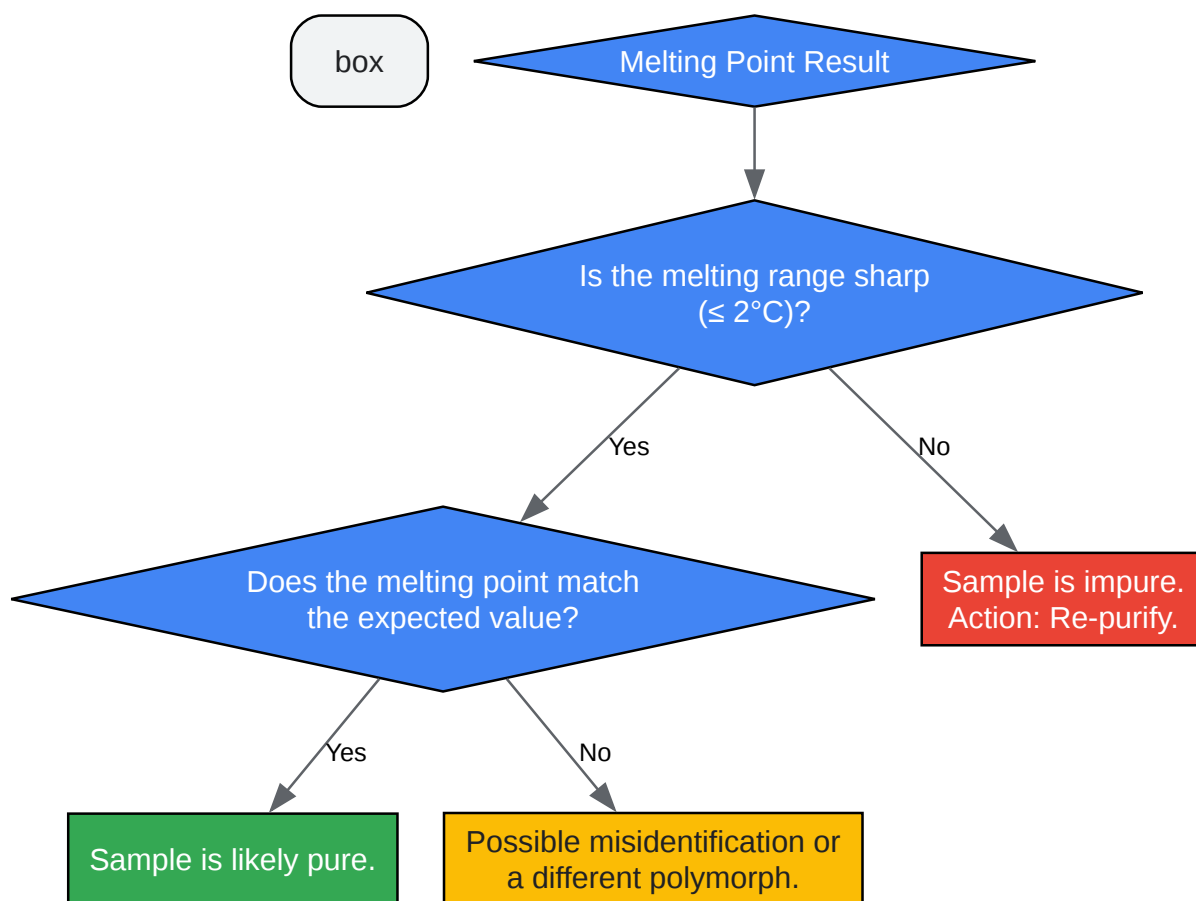 box
Melting Point Result
Is the melting range sharp
(≤ 2°C)?
Yes
No
Does the melting point match
the expected value?
Sample is impure.
Action: Re-purify.
Yes
No
Sample is likely pure.
Possible misidentification or
a different polymorph.